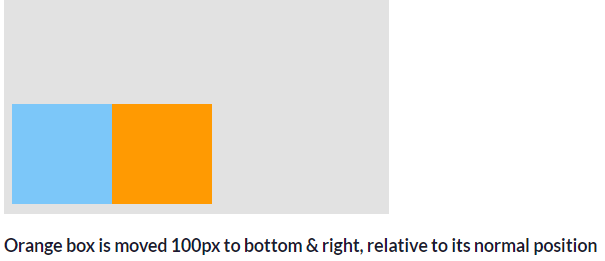 Orange box is moved 100px to bottom & right, relative to its normal position